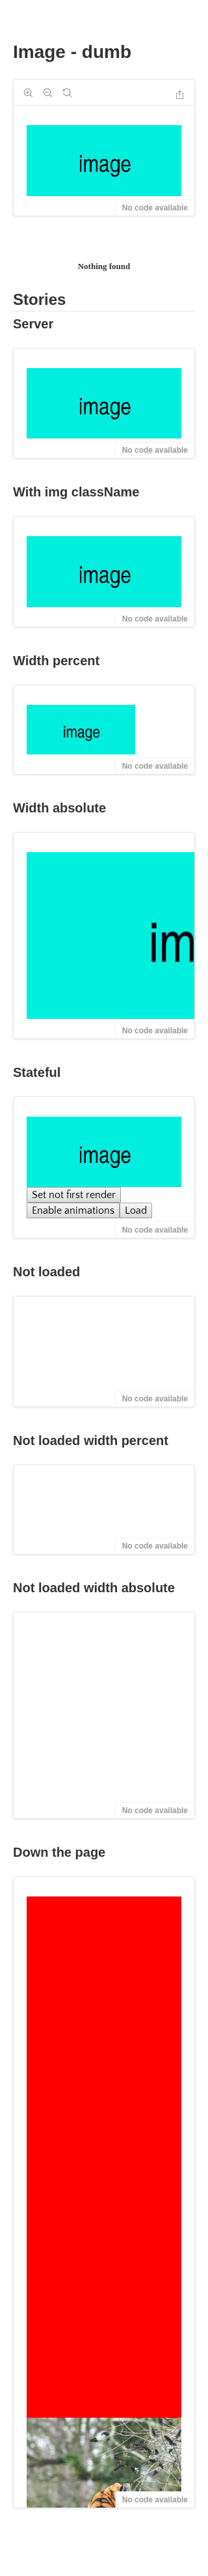 Image - dumb
image
No code available
Nothing found
Stories
Server
image
No code available
With img className
image
No code available
Width percent
image
No code available
Width absolute
im
No code available
Stateful
image
Set not first render
Enable animations Load
No code available
Not loaded
No code available
Not loaded width percent
No code available
Not loaded width absolute
No code available
Down the page
No code available